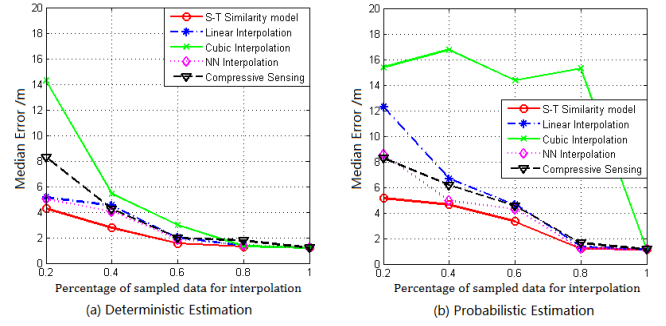 20
18
16
14
12
10
8
6
4
2
0
Median Error /m
S-T Similarity model
Linear Interpolation
Cubic Interpolation
NN Interpolation
Compressive Sensing
0.2 0.4 0.6 0.8 1
Percentage of sampled data for interpolation
(a) Deterministic Estimation
20
18
16
14
12
10
8
6
4
2
0
Median Error /m
S-T Similarity model
Linear Interpolation
Cubic Interpolation
NN Interpolation
Compressive Sensing
0.2 0.4 0.6 0.8 1
Percentage of sampled data for interpolation
(b) Probabilistic Estimation